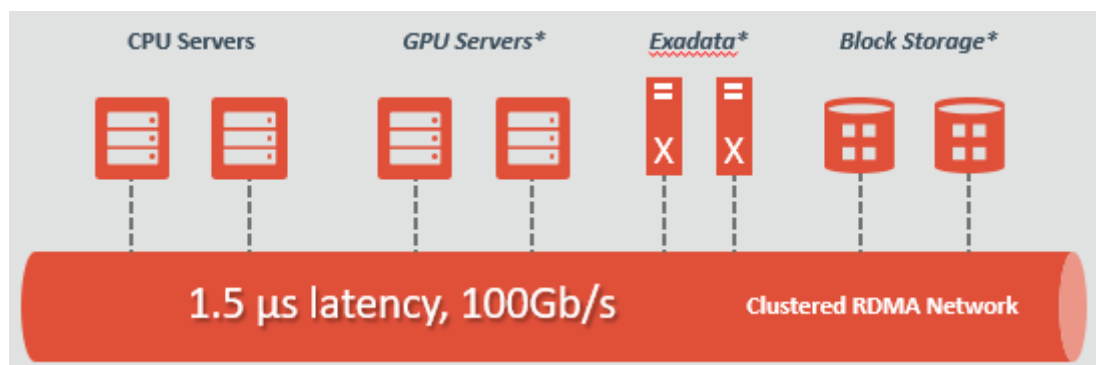 CPU Servers
GPU Servers*
Exadata*
Block Storage*
X
X
1.5 μs latency, 100Gb/s
Clustered RDMA Network